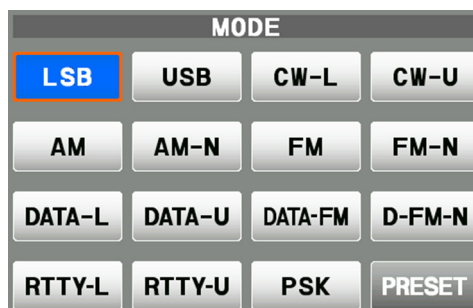 MODE
LSB USB CW-L CW-U
AM AM-N FM FM-N
DATA-L DATA-U DATA-FM D-FM-N
RTTY-L RTTY-U PSK PRESET